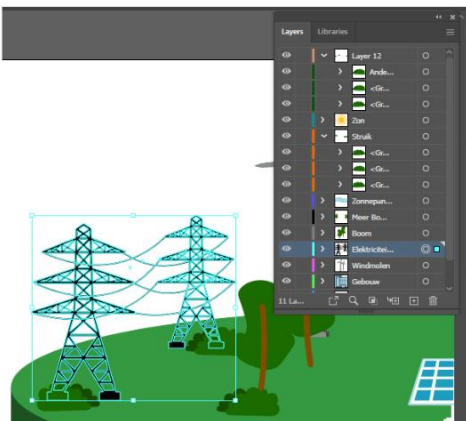 Layers Libraries
Layer 12
Ande...
<Gr...
<Gr...
Zon
Struik
<Gr...
<Gr...
<Gr...
Zonnepan...
Meer Bo...
Boom
Elektricitei...
Windmolen
Gebouw
11 La...